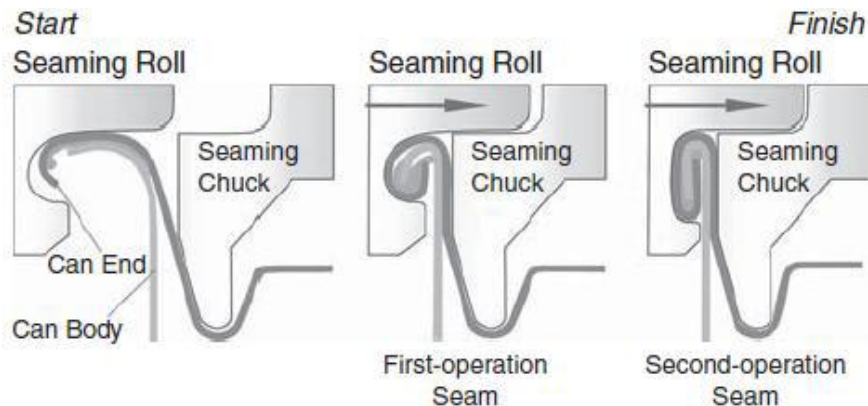 Start
Finish
Seaming Roll
Seaming Roll
Seaming Roll
Seaming
Chuck
Seaming
Chuck
Seaming
Chuck
Can End
Can Body
First-operation
Seam
Second-operation
Seam